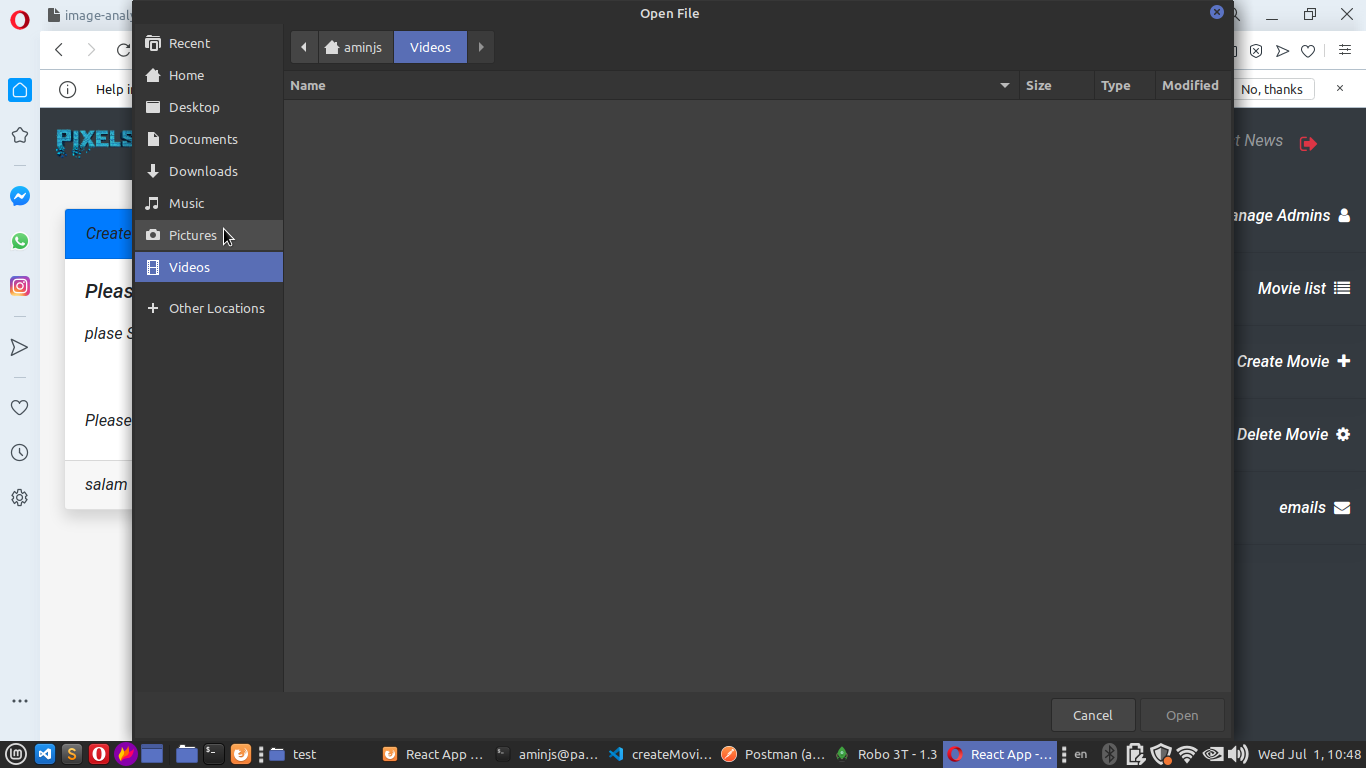 image-analy
Open File
Recent
Home
Desktop
Documents
Downloads
Music
Pictures
Videos
Other Locations
aminjs
Videos
Name
Size
Type
Modified
Cancel
Open
Help i
No, thanks
PIXELS
t News
Create
Pleas
plase S
Please
salam
anage Admins
Movie list
Create Movie
Delete Movie
emails
test
React App ...
aminjs@pa...
createMovi...
Postman (a...
Robo 3T - 1.3
React App -...
en
Wed Jul 1, 10:48